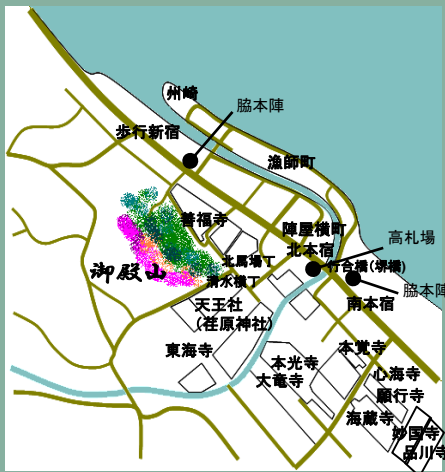 州崎
脇本陣
歩行新宿
漁師町
善福寺
陣屋横町
北本宿
高札場
北馬場丁
竹合橋(堺橋)
御殿山
清水横丁
脇本陣
南本宿
天王社
(荏原神社)
東海寺
本覚寺
本光寺
大竜寺
心海寺
願行寺
海蔵寺
妙国寺
品川寺